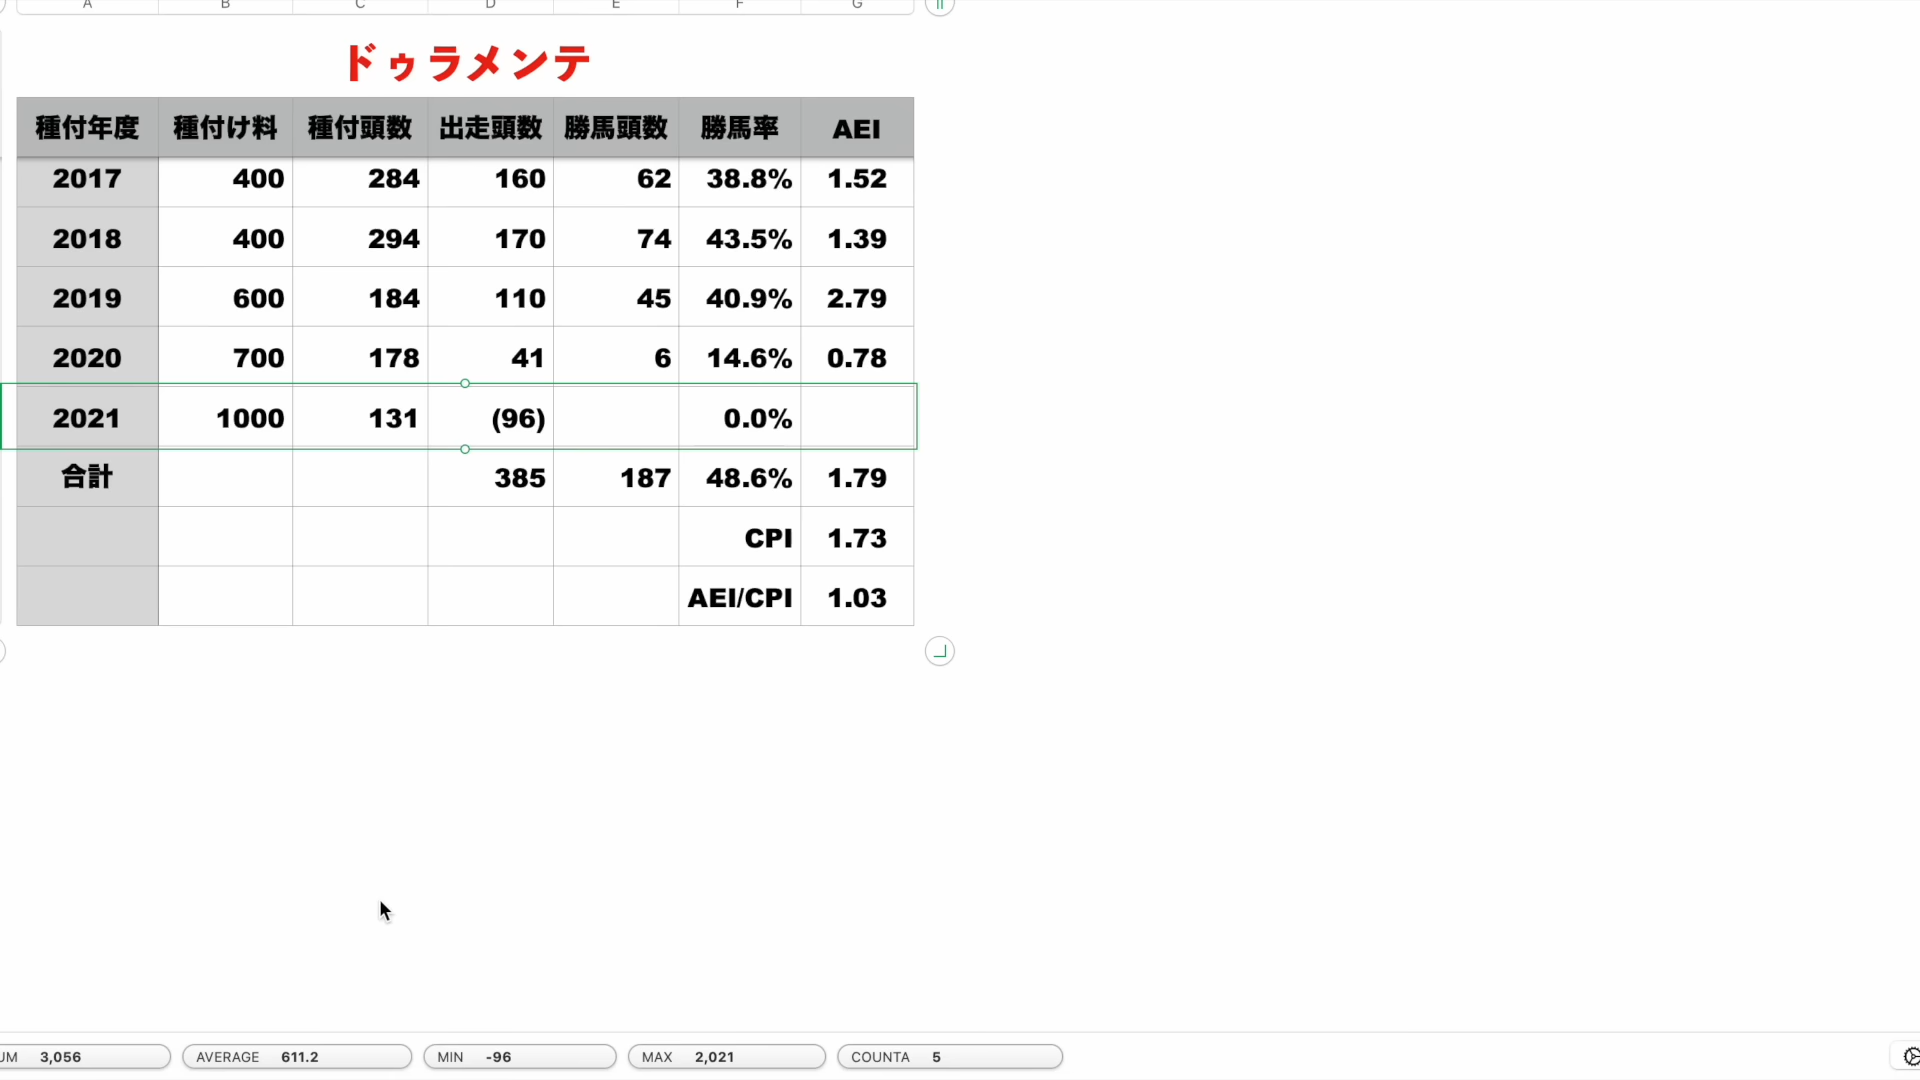 A B C D E F G
ドゥラメンテ
種付年度 種付け料 種付頭数 出走頭数 勝馬頭数 勝馬率 AEI
2017 400 284 160 62 38.8% 1.52
2018 400 294 170 74 43.5% 1.39
2019 600 184 110 45 40.9% 2.79
2020 700 178 41 6 14.6% 0.78
2021 1000 131 (96) 0.0%
合計 385 187 48.6% 1.79
CPI 1.73
AEI/CPI 1.03
UM 3,056 AVERAGE 611.2 MIN -96 MAX 2,021 COUNTA 5